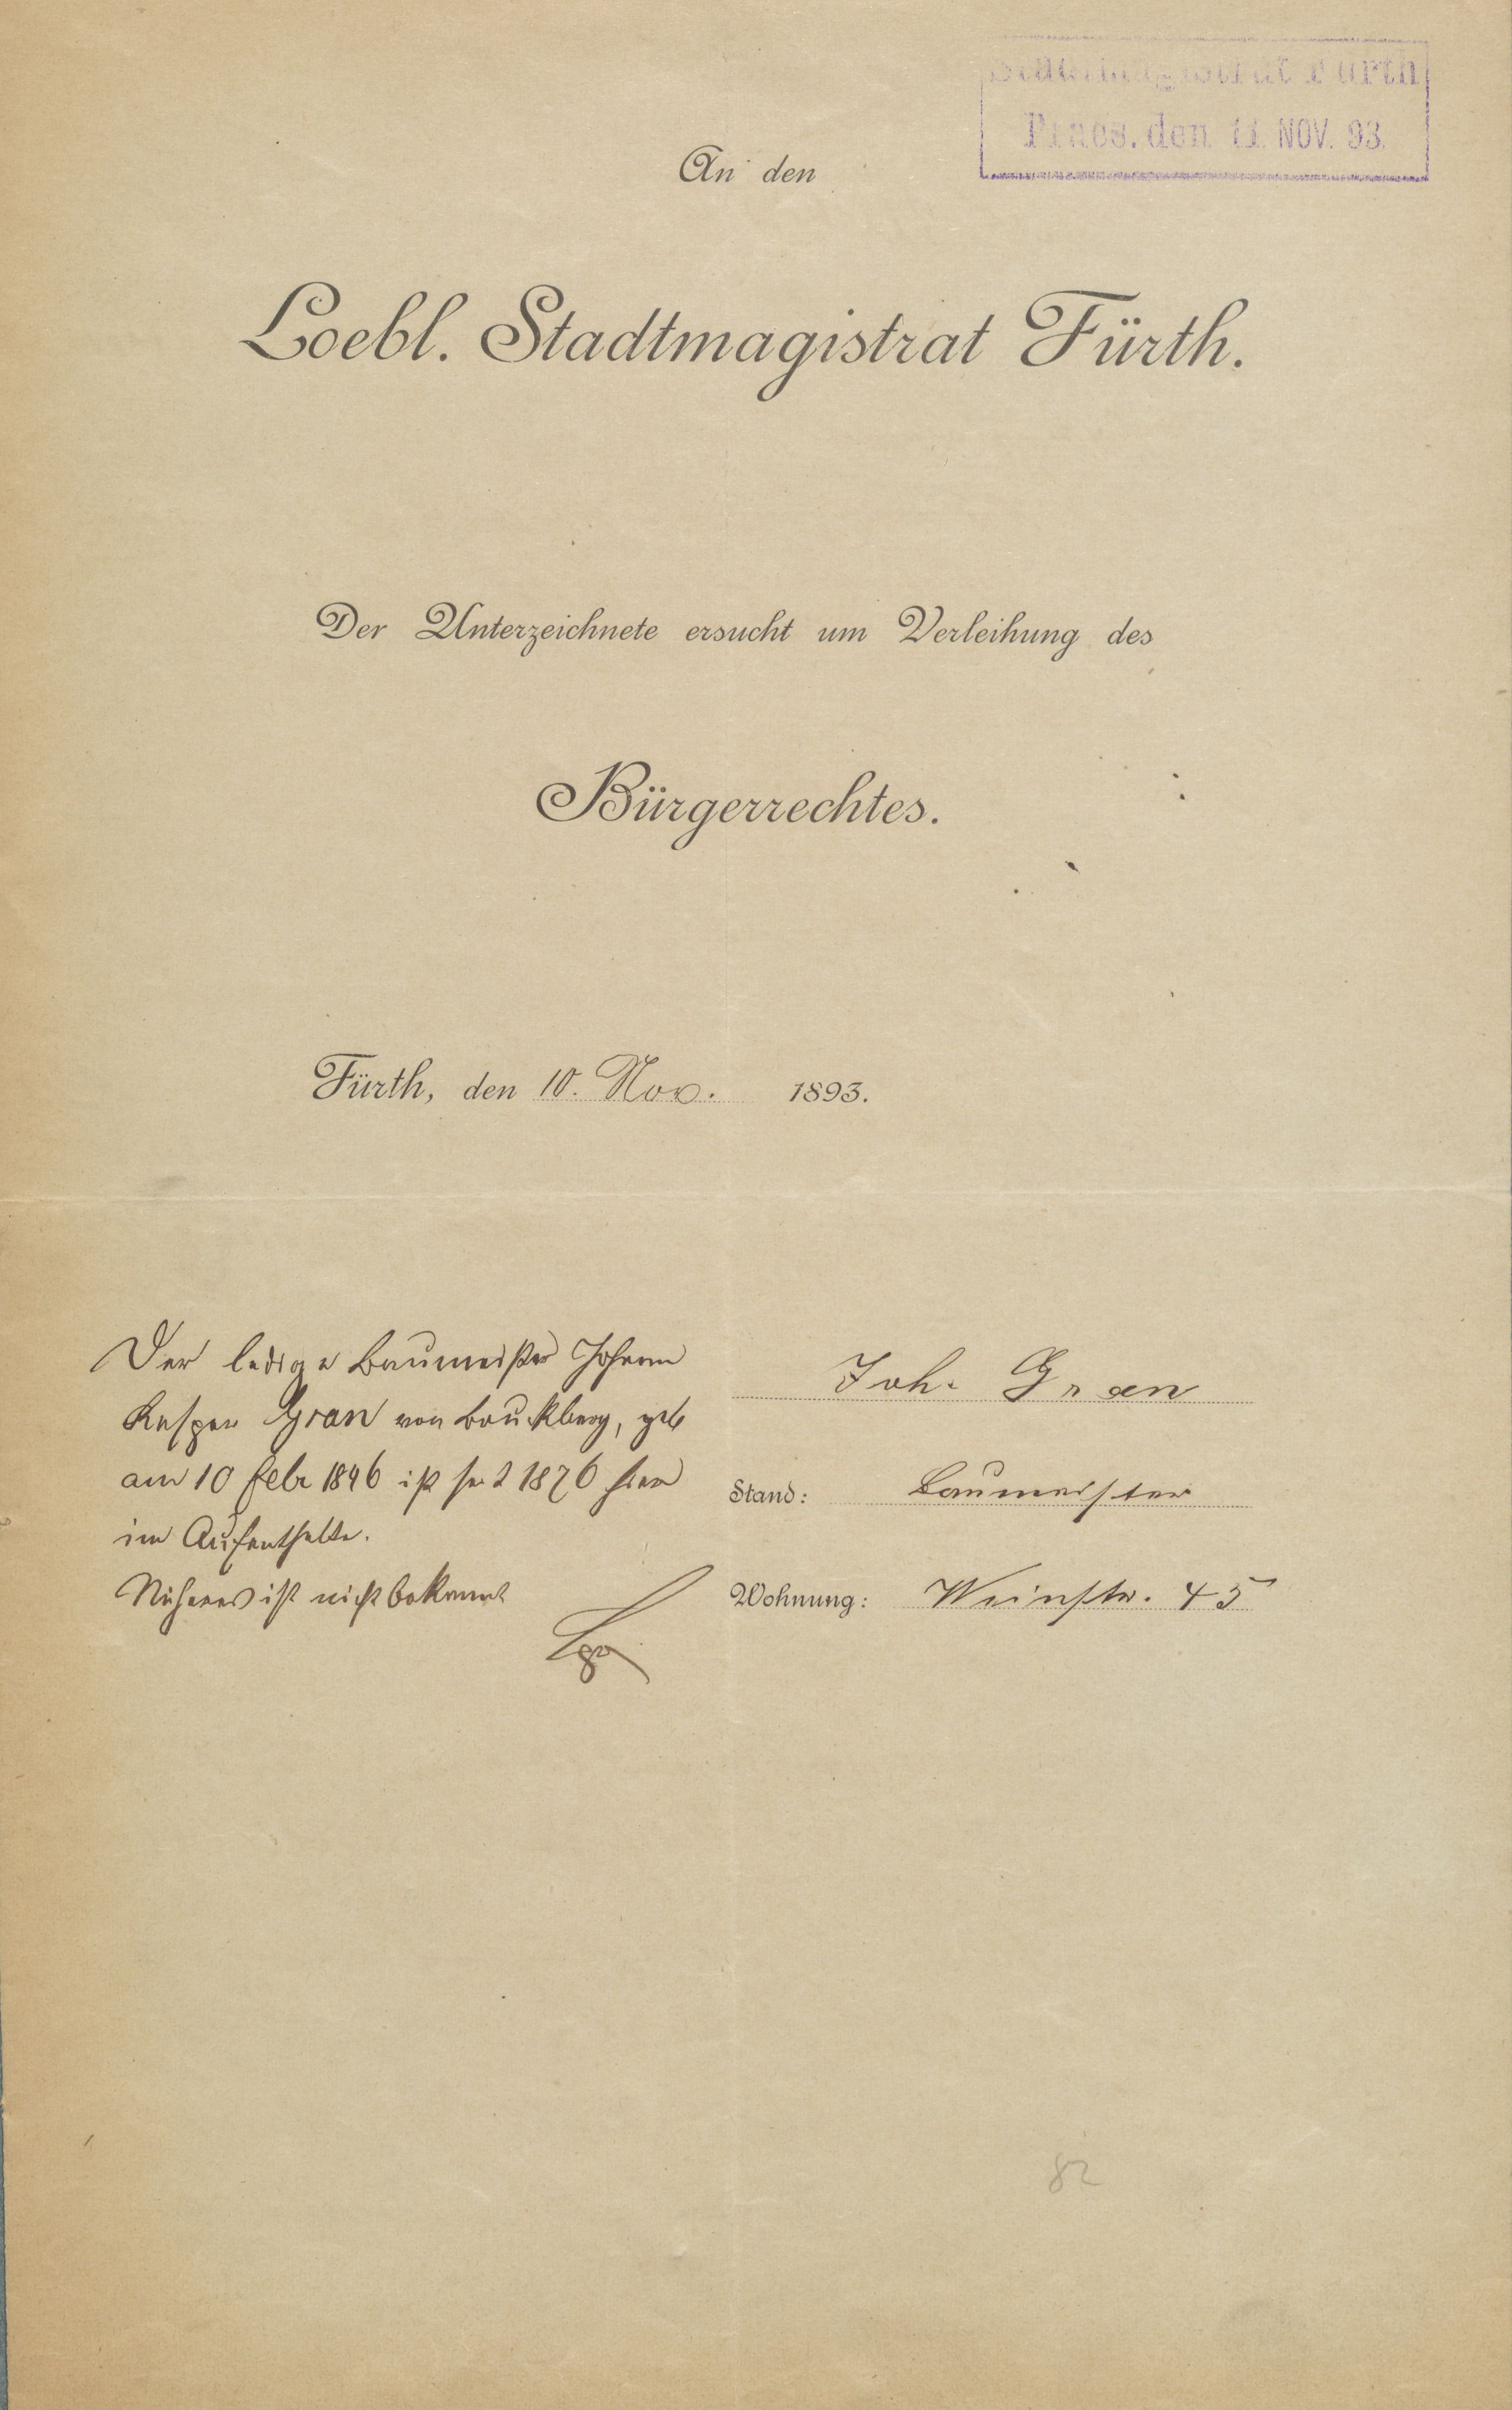 Stadtmagistrat Fürth
Praes. den 11. NOV. 93.
An den
Loebl. Stadtmagistrat Fürth.
Der Unterzeichnete ersucht um Verleihung des
Bürgerrechtes.
Fürth, den 10. Nov. 1893.
Der ledige Baumeister Johann
Kaspar Gran von Bruckberg, geb
am 10 Febr 1846 ist seit 1876 hier
im Aufenthalte.
Näheres ist nicht bekannt
Joh. Gran
Stand: Baumeister
Wohnung: Weinstr. 45
82